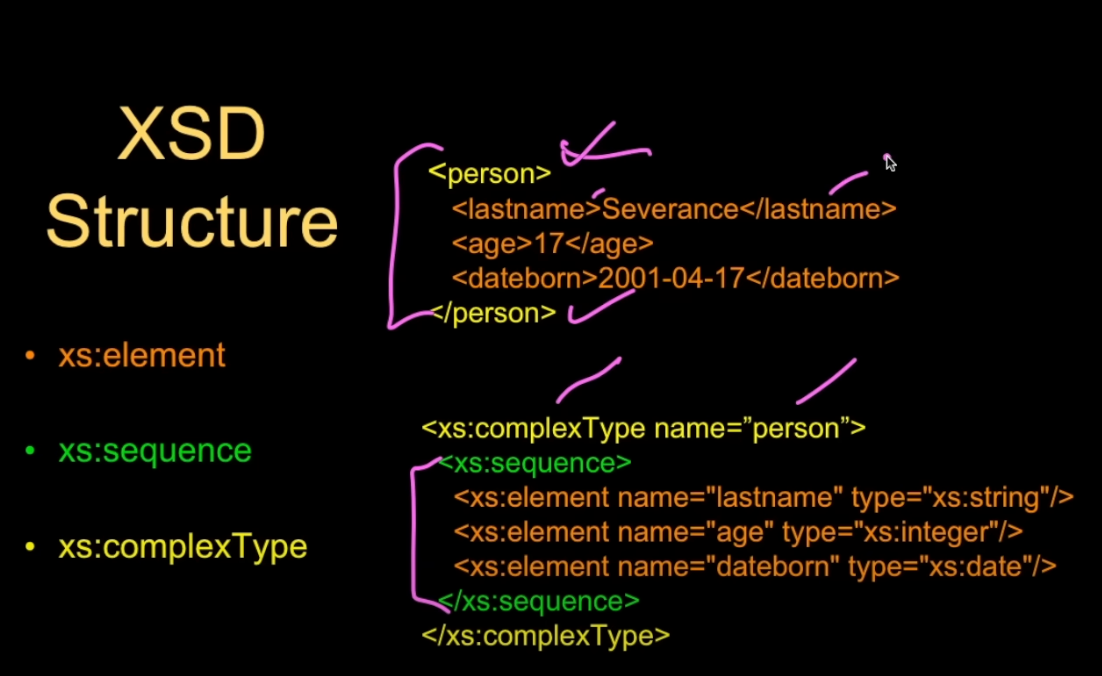 XSD
Structure
• xs:element
• xs:sequence
• xs:complexType
<person>
<lastname>Severance</lastname>
<age>17</age>
<dateborn>2001-04-17</dateborn>
</person>
<xs:complexType name=”person”>
<xs:sequence>
<xs:element name="lastname" type="xs:string"/>
<xs:element name="age" type="xs:integer"/>
<xs:element name="dateborn" type="xs:date"/>
</xs:sequence>
</xs:complexType>